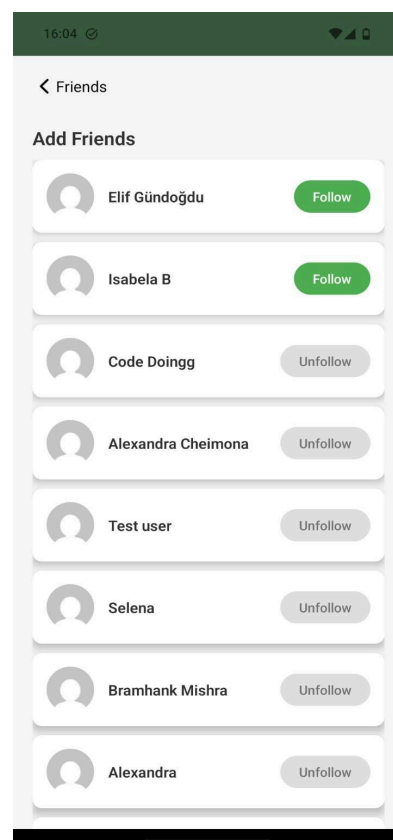 16:04
Friends
Add Friends
Elif Gündoğdu Follow
Isabela B Follow
Code Doingg Unfollow
Alexandra Cheimona Unfollow
Test user Unfollow
Selena Unfollow
Bramhank Mishra Unfollow
Alexandra Unfollow